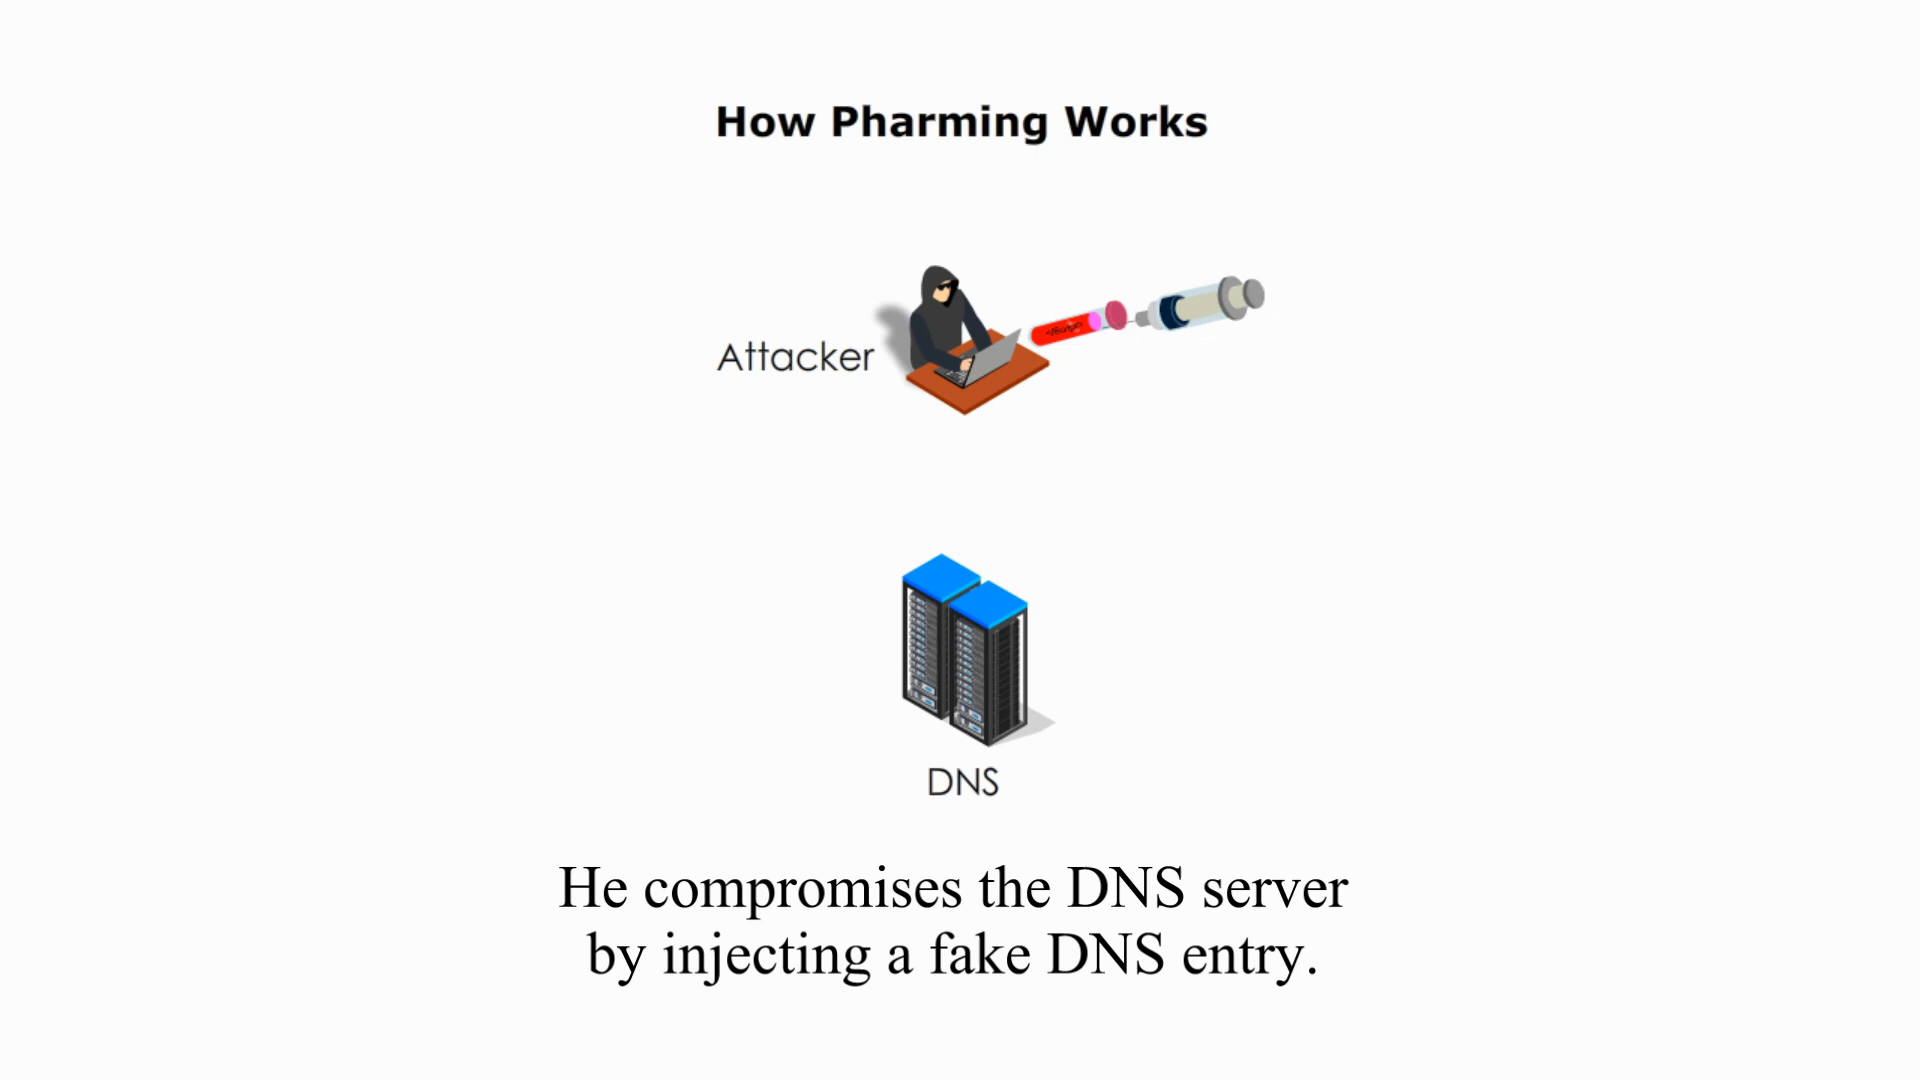 How Pharming Works
Attacker
DNS
He compromises the DNS server
by injecting a fake DNS entry.